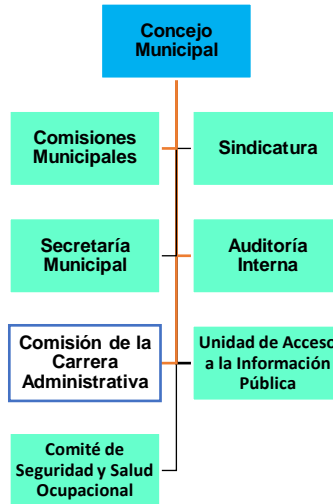 Concejo
Municipal
Comisiones
Municipales
Sindicatura
Secretaría
Municipal
Auditoría
Interna
Comisión de la
Carrera
Administrativa
Unidad de Acceso
a la Información
Pública
Comité de
Seguridad y Salud
Ocupacional